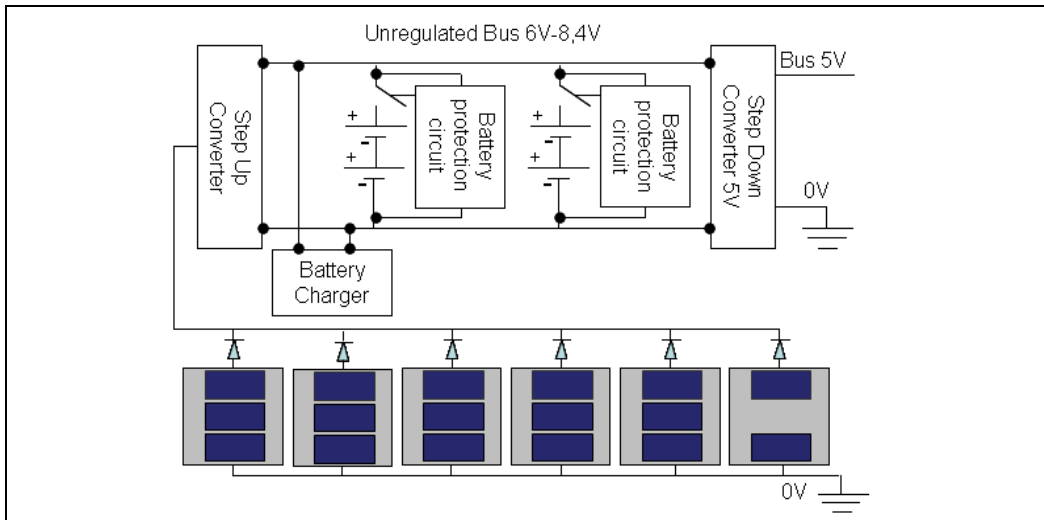 Unregulated Bus 6V-8,4V
Step Up
Converter
+
-
+
-
Battery
protection
circuit
+
-
+
-
Battery
protection
circuit
Step Down
Converter 5V
Bus 5V
0V
Battery
Charger
0V